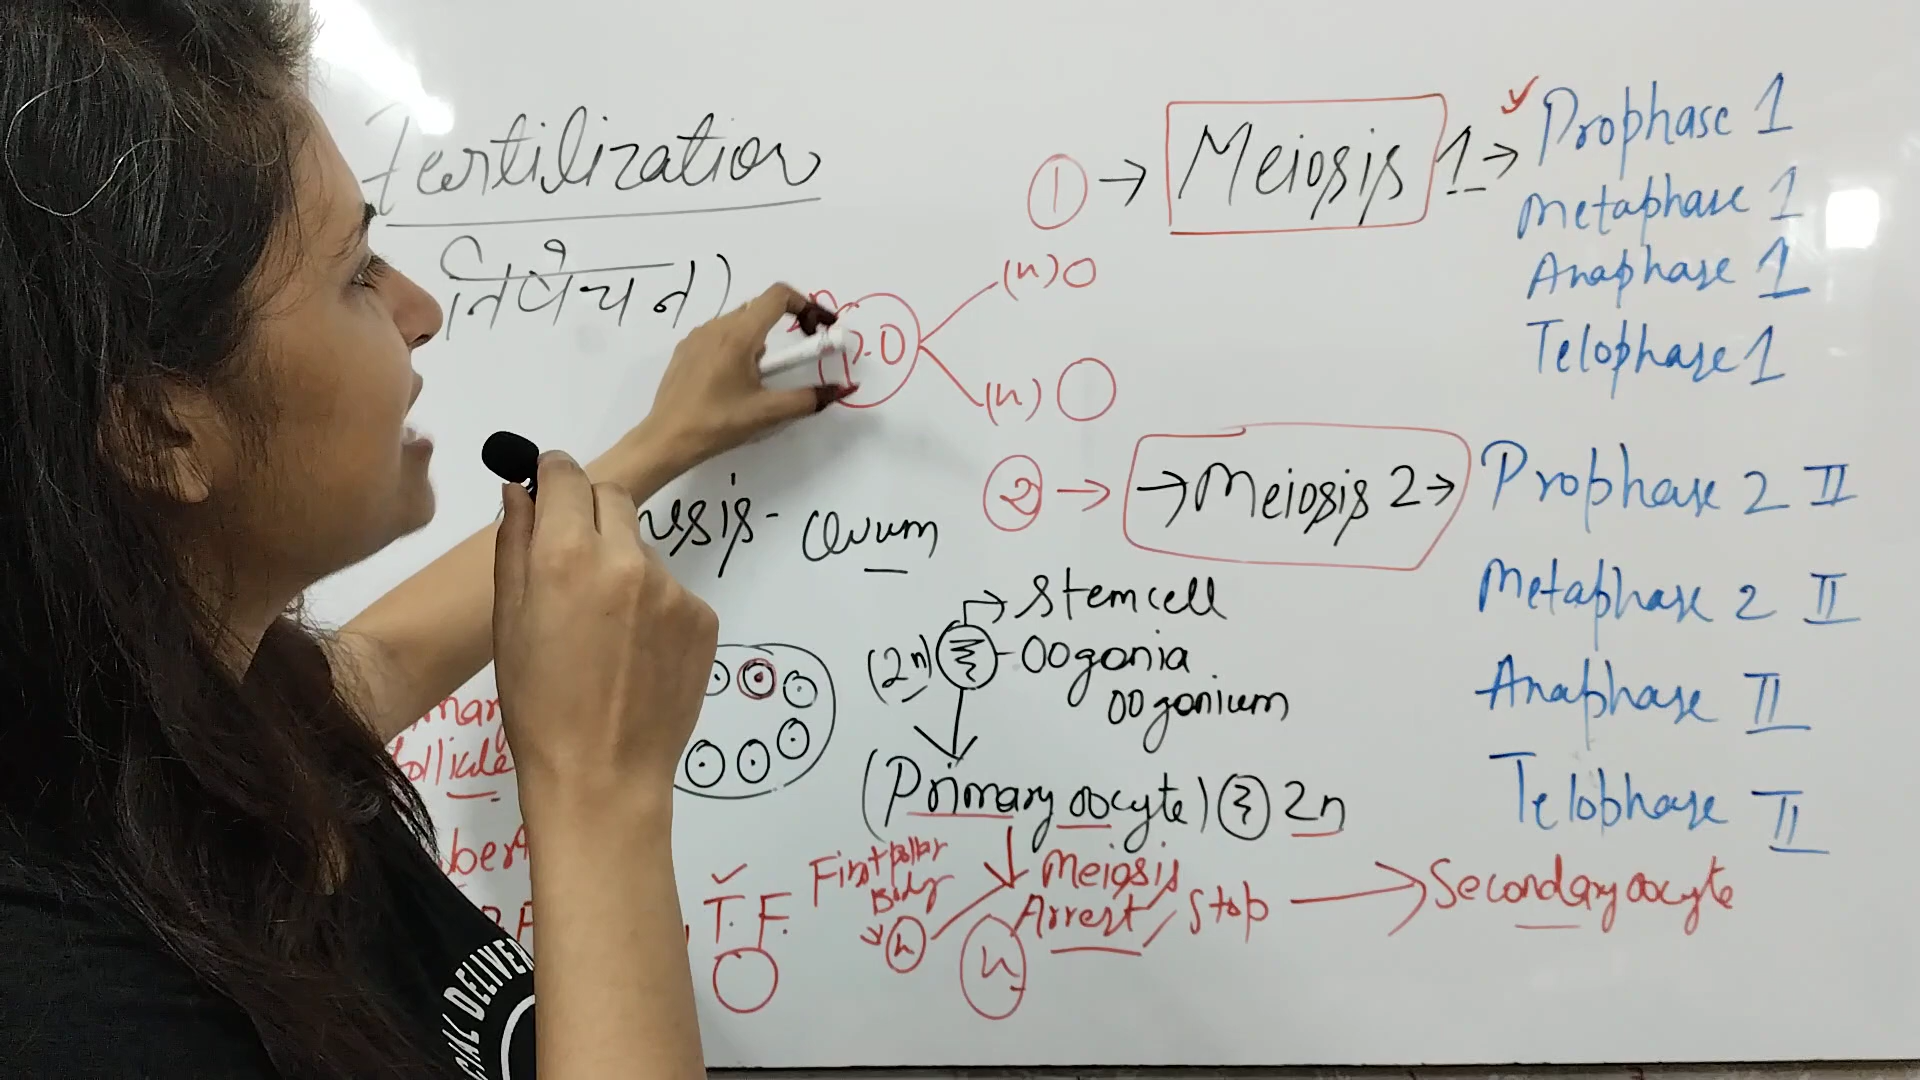 Fertilization
निषेचन)
① → Meiosis 1 → Prophase 1
Metaphase 1
Anaphase 1
Telophase 1
(n)
(n)
② → → Meiosis 2 → Prophase 2 II
Metaphase 2 II
Anaphase II
Telophase II
Ovum
Stem cell
(2n) - Oogonia
Oogonium
(Primary oocyte) 2n
follicle
T.F.
First polar
Body
n
n
Meiosis
Arrest / Stop → Secondary oocyte